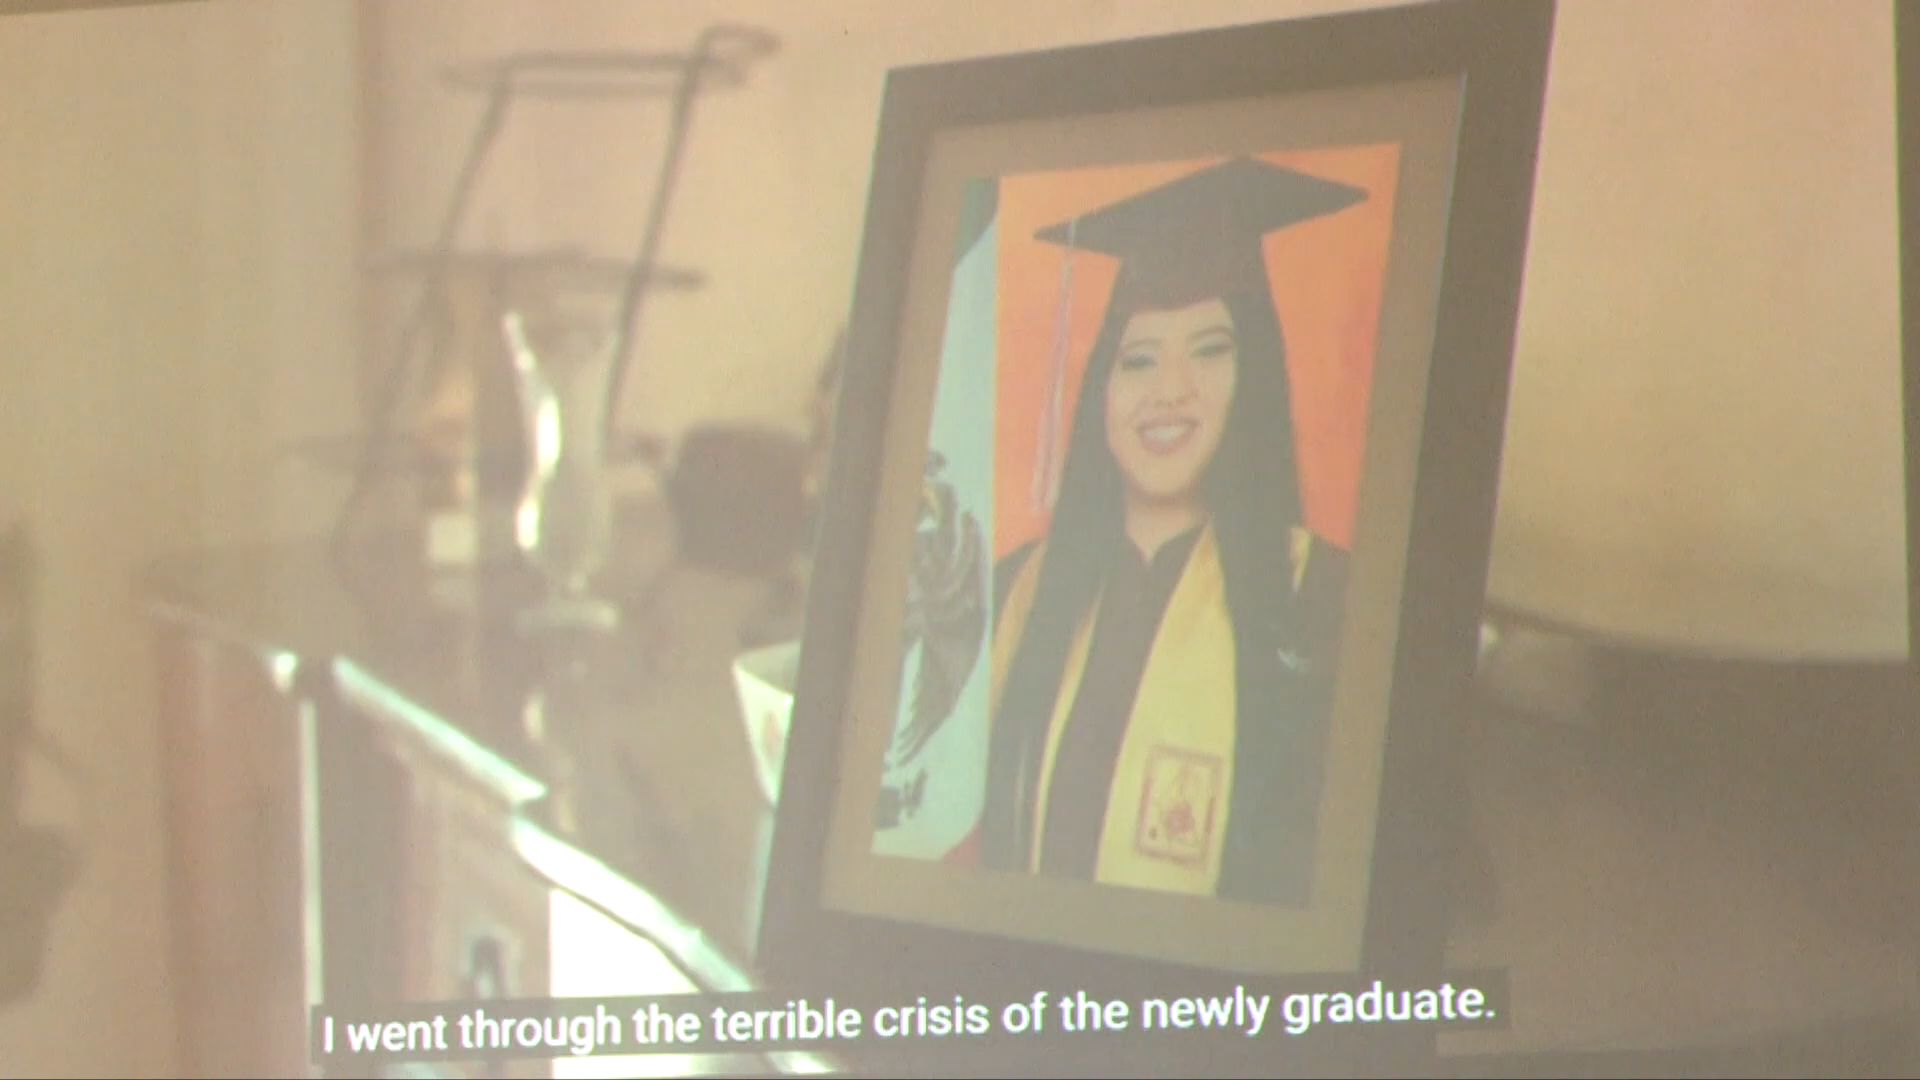 I went through the terrible crisis of the newly graduate.